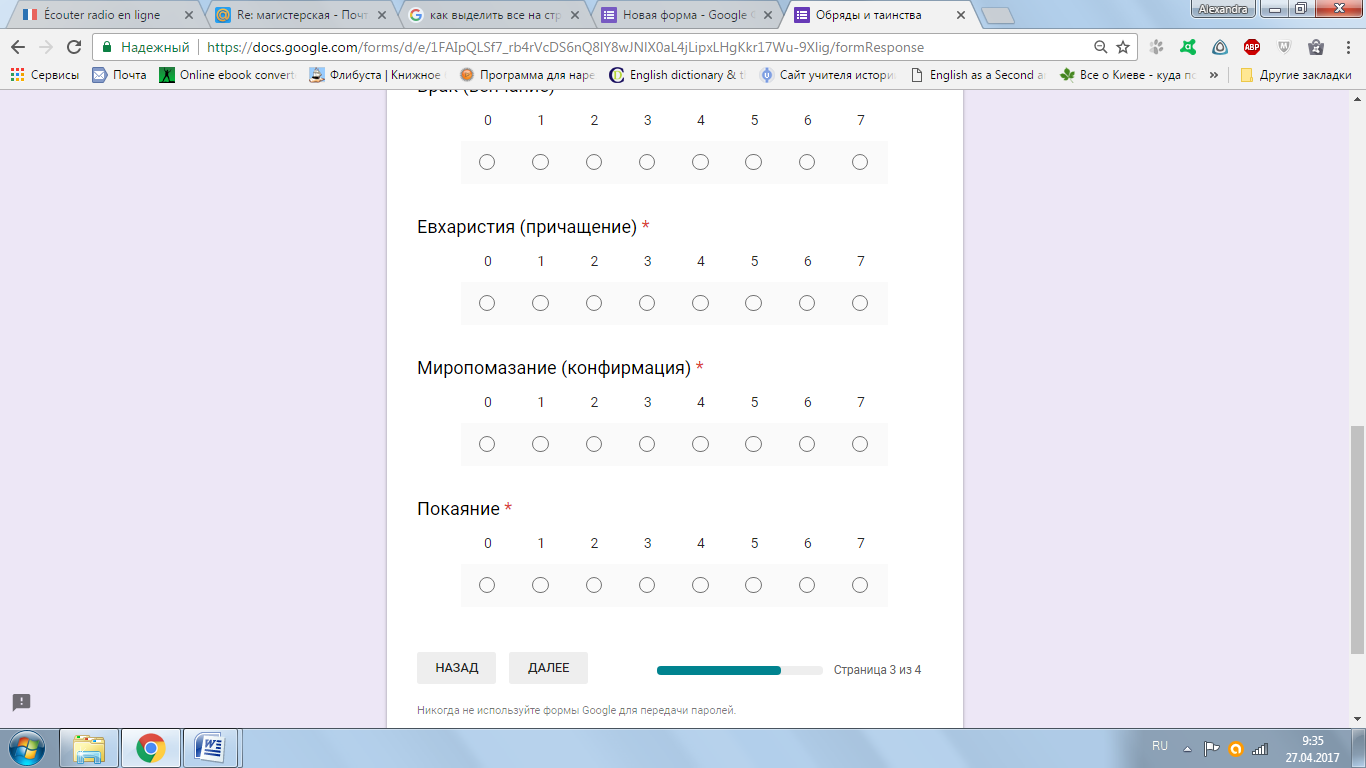 Écouter radio en ligne
Re: магистерская - Почт
как выделить все на стр
Новая форма - Google Ф
Обряды и таинства
Alexandra
Надежный
https://docs.google.com/forms/d/e/1FAIpQLSf7_rb4rVcDS6nQ8lY8wJNIX0aL4jLipxLHgKkr17Wu-9Xlig/formResponse
ABP
Сервисы
Почта
Online ebook convert
Флибуста | Книжное
Программа для наре
English dictionary & t
Сайт учителя истори
English as a Second a
Все о Киеве - куда по
»
Другие закладки
Брак (Венчание)
0 1 2 3 4 5 6 7
Евхаристия (причащение) *
0 1 2 3 4 5 6 7
Миропомазание (конфирмация) *
0 1 2 3 4 5 6 7
Покаяние *
0 1 2 3 4 5 6 7
НАЗАД
ДАЛЕЕ
Страница 3 из 4
Никогда не используйте формы Google для передачи паролей.
RU
9:35
27.04.2017